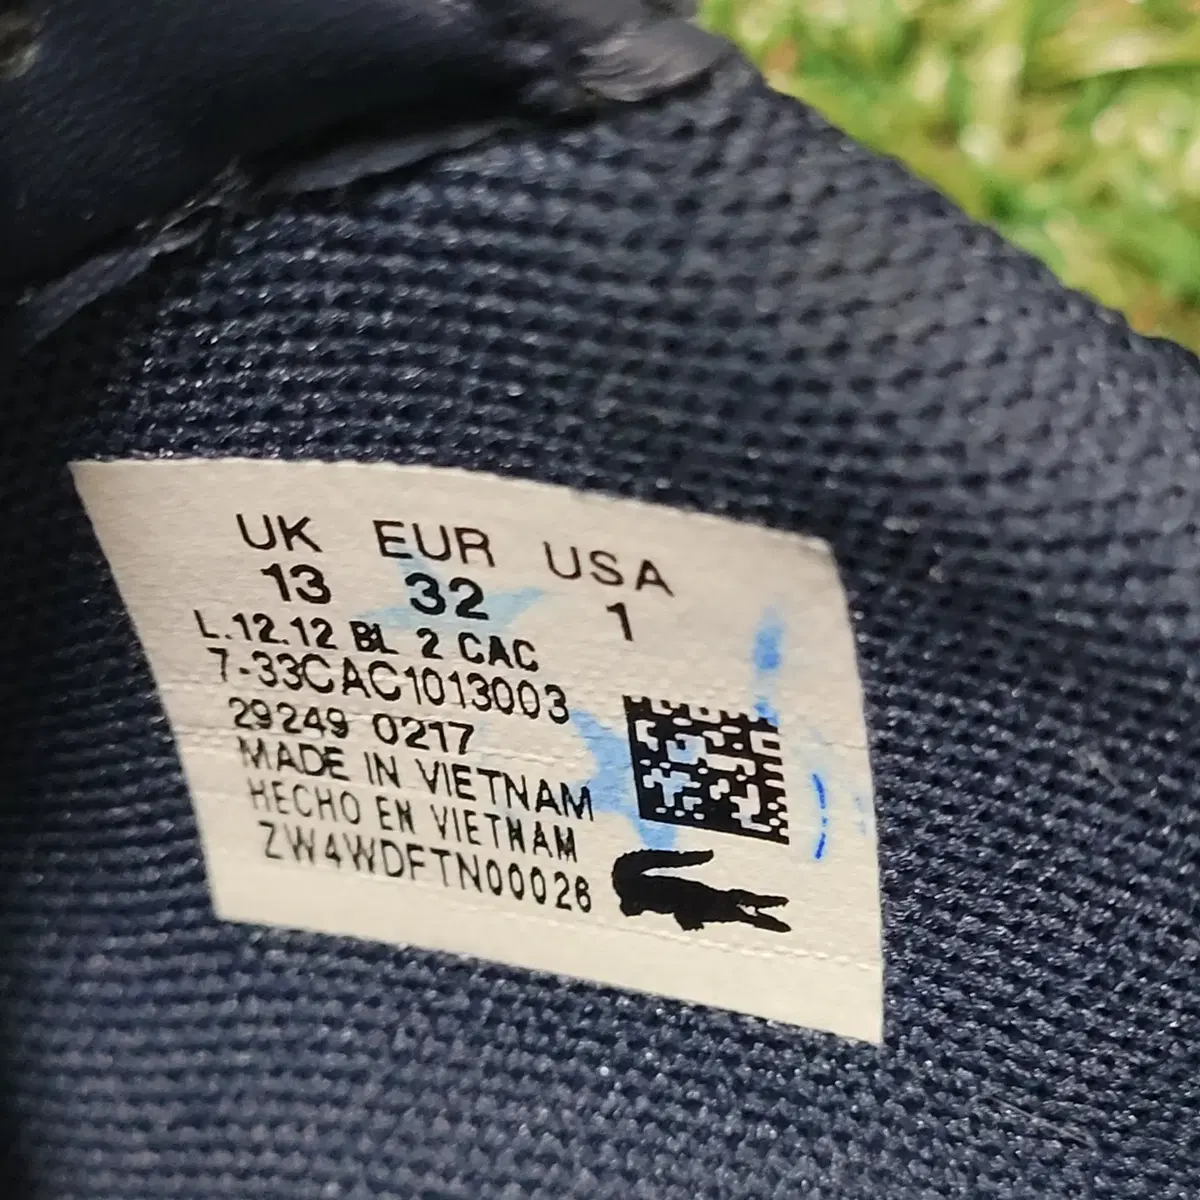 UK EUR USA
13 32 1
L.12.12 BL 2 CAC
7-33CAC1013003
29249 0217
MADE IN VIETNAM
HECHO EN VIETNAM
ZW4WDFTN00026